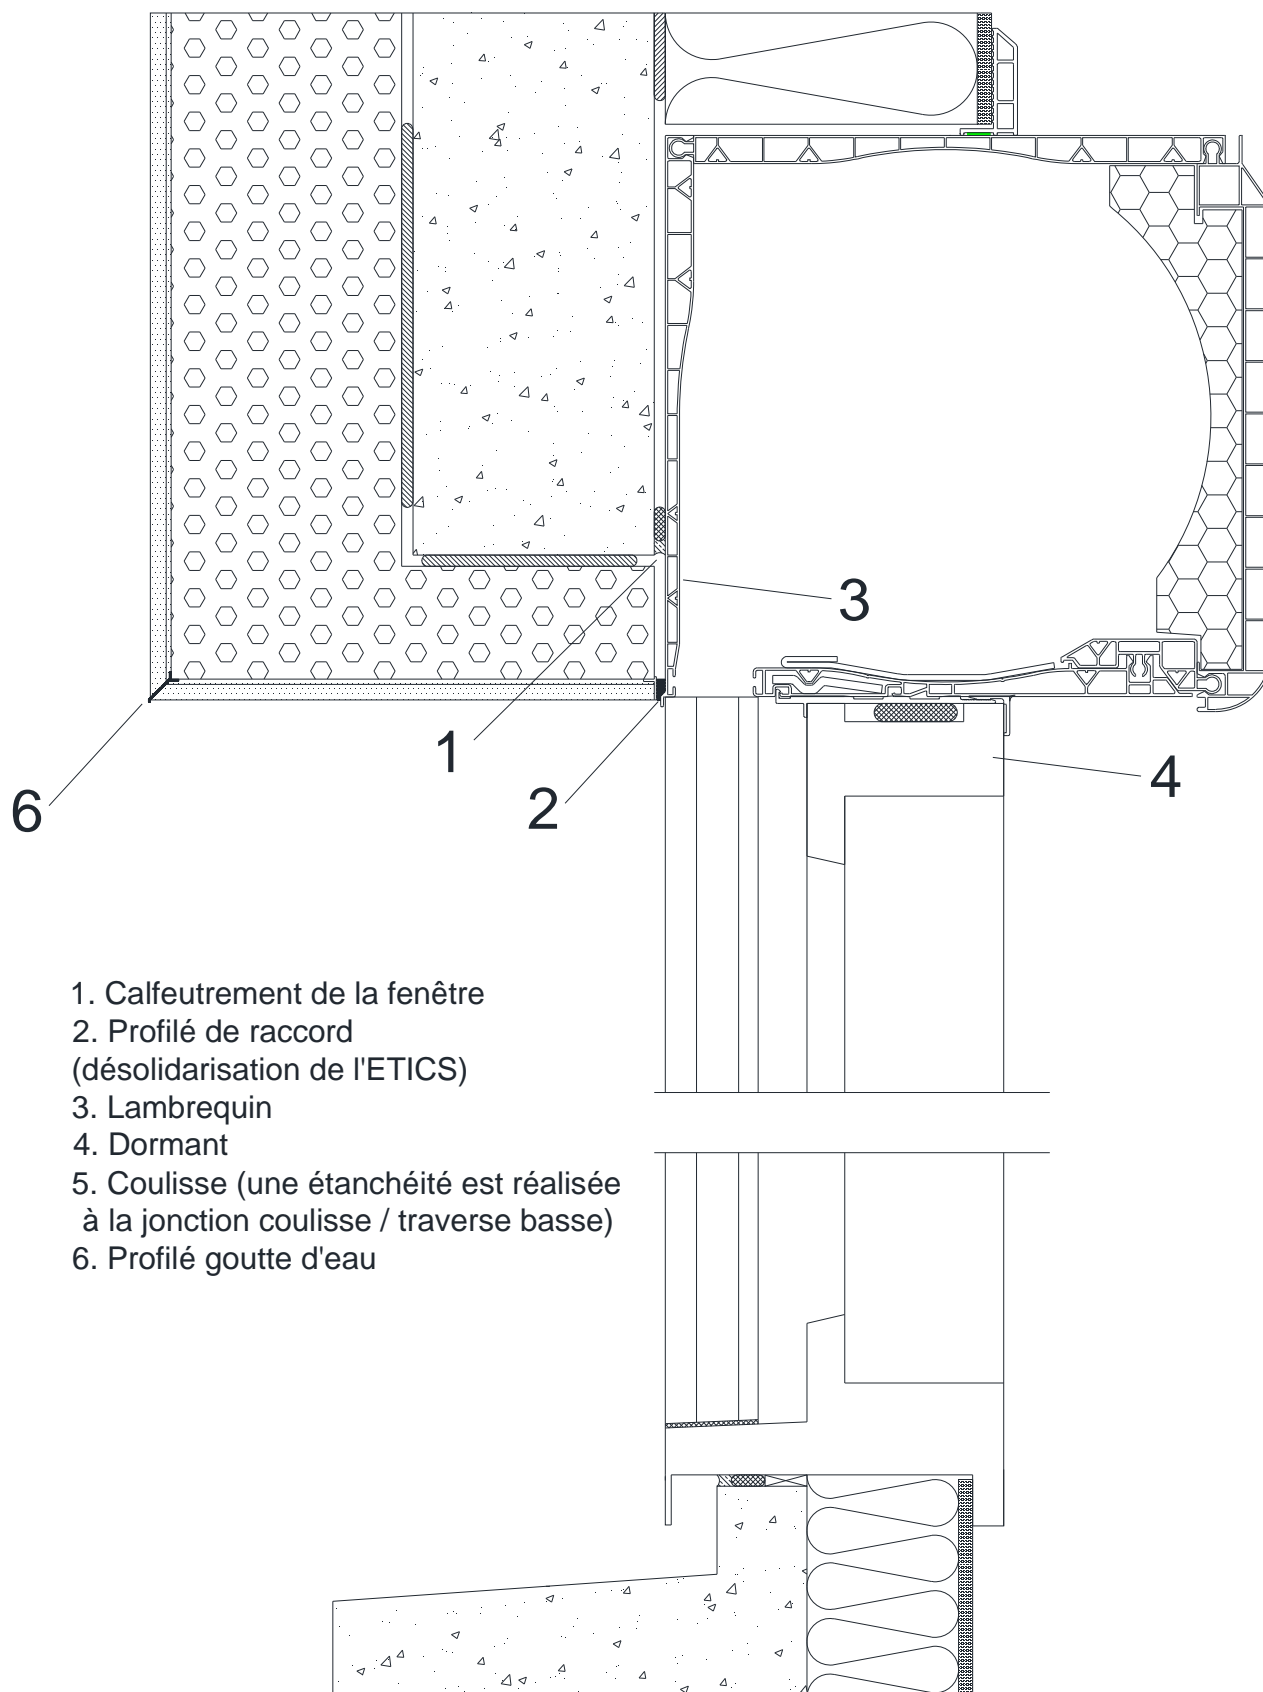 3
1
4
6
2
1. Calfeutrement de la fenêtre
2. Profilé de raccord
(désolidarisation de l'ETICS)
3. Lambrequin
4. Dormant
5. Coulisse (une étanchéité est réalisée
à la jonction coulisse / traverse basse)
6. Profilé goutte d'eau